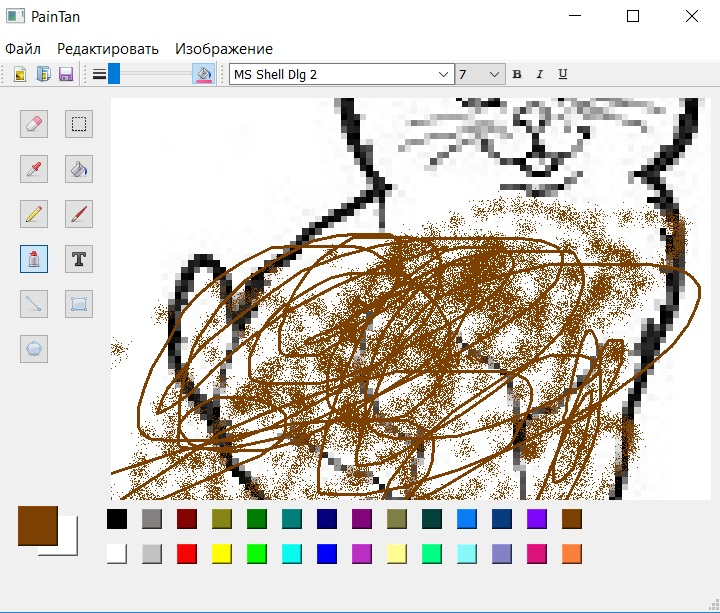 PainTan
Файл Редактировать Изображение
MS Shell Dlg 2 7 B I U
T